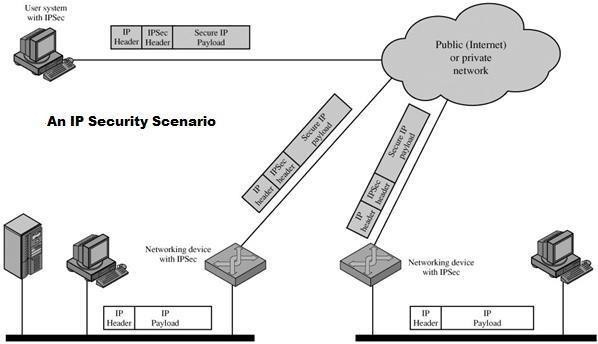 User system
with IPSec
IP
Header
IPSec
Header
Secure IP
Payload
Public (Internet)
or private
network
An IP Security Scenario
IP
header
IPSec
header
Secure IP
payload
IP
header
IPSec
header
Secure IP
payload
Networking device
with IPSec
Networking device
with IPSec
IP
Header
IP
Payload
IP
Header
IP
Payload